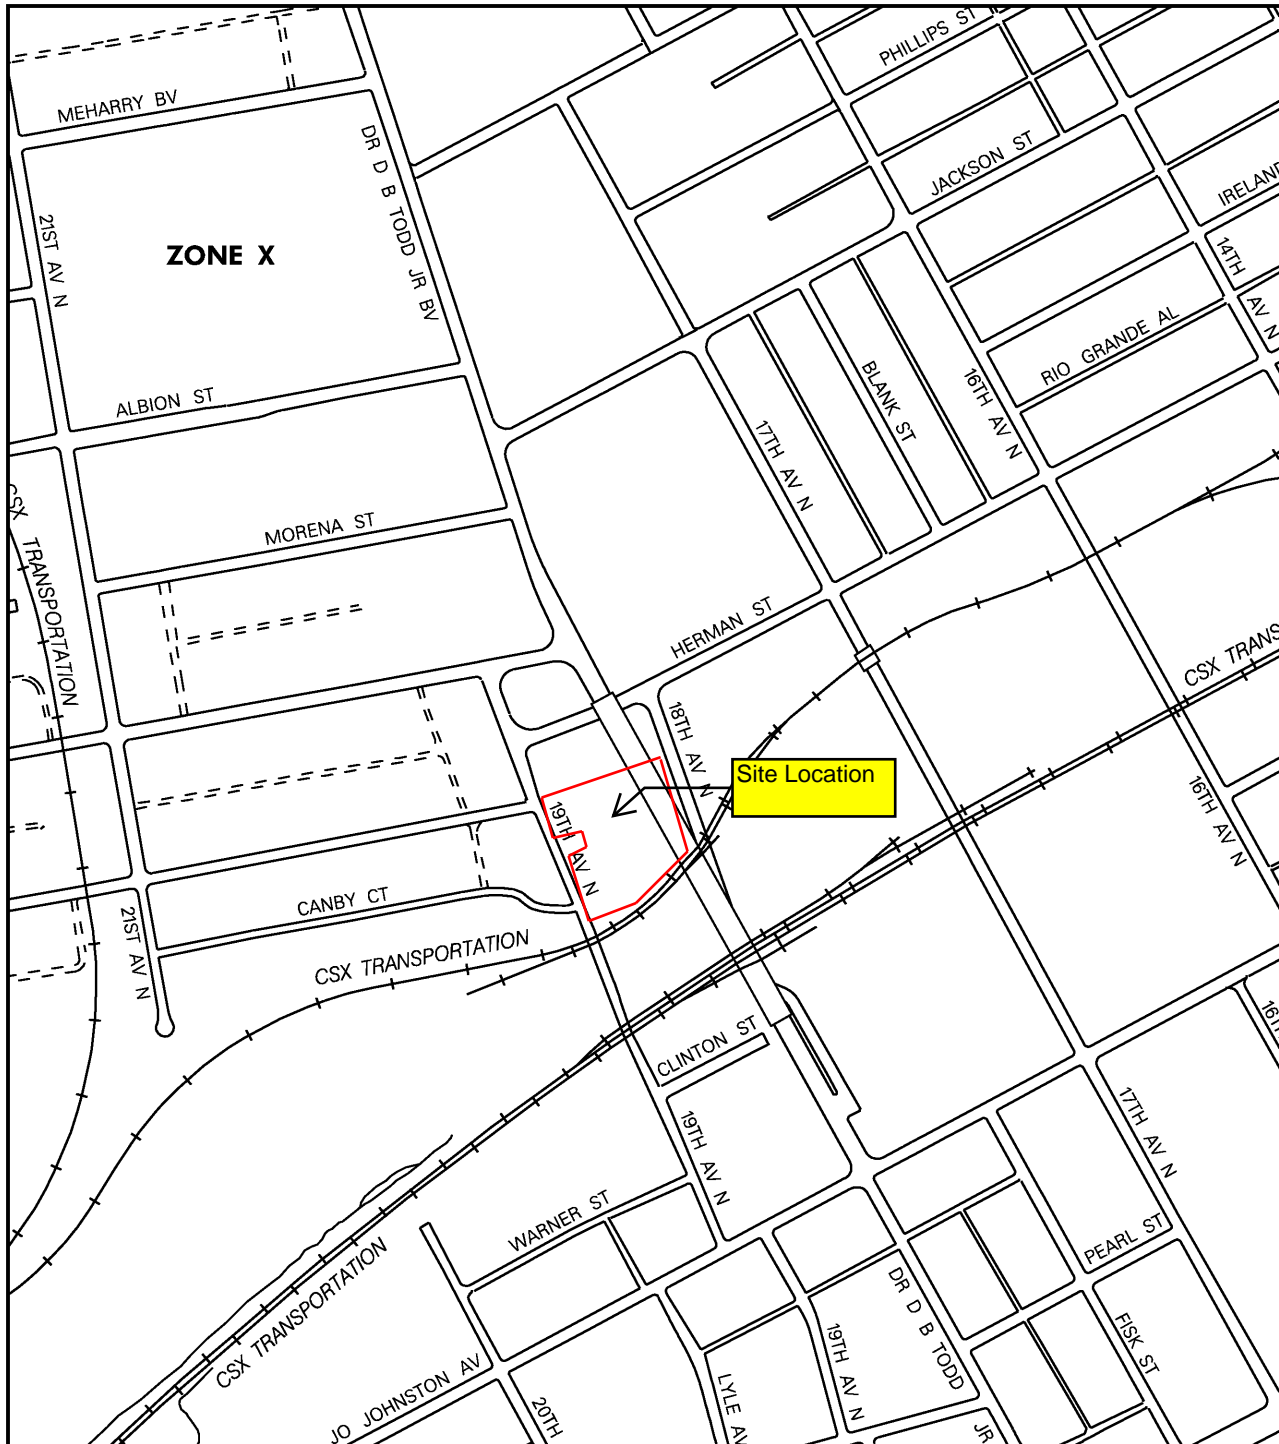 PHILLIPS ST
MEHARRY BV
DR D B TODD JR BV
JACKSON ST
IRELAND
21ST AV N
ZONE X
14TH AV N
RIO GRANDE AL
ALBION ST
BLANK ST
16TH AV N
17TH AV N
CSX TRANSPORTATION
MORENA ST
HERMAN ST
CSX TRANS
18TH AV N
Site Location
19TH AV N
16TH AV N
CANBY CT
21ST AV N
CSX TRANSPORTATION
16TH
CLINTON ST
17TH AV N
19TH AV N
WARNER ST
PEARL ST
CSX TRANSPORTATION
DR D B TODD JR
FISK ST
19TH AV N
JO JOHNSTON AV
LYLE AV
20TH